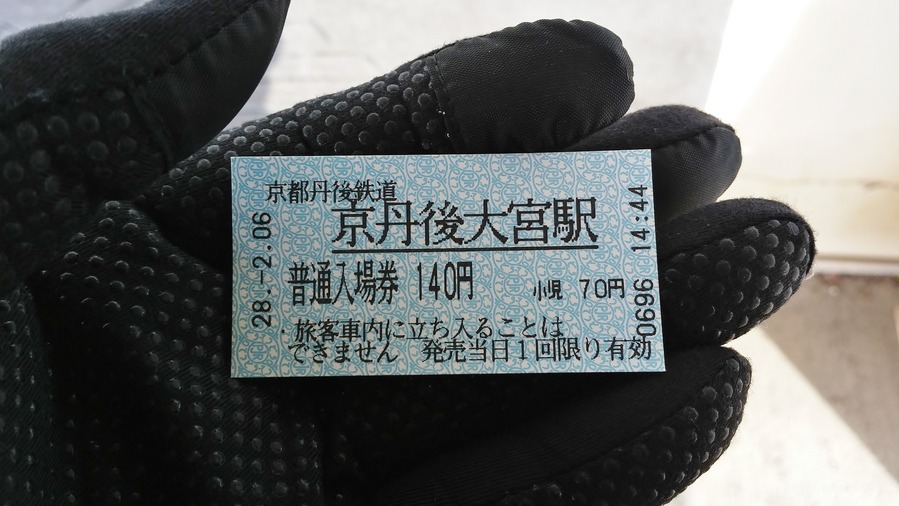 京都丹後鉄道
京丹後大宮駅
普通入場券 140円 小児 70円
・旅客車内に立ち入ることは
できません 発売当日1回限り有効
28.-2.06
0696 14:44